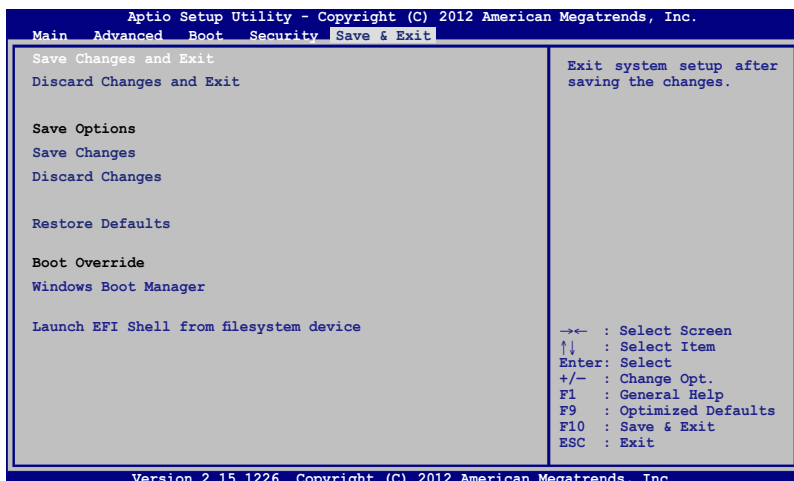 Aptio Setup Utility - Copyright (C) 2012 American Megatrends, Inc.
Main Advanced Boot Security Save & Exit
Save Changes and Exit
Discard Changes and Exit
Save Options
Save Changes
Discard Changes
Restore Defaults
Boot Override
Windows Boot Manager
Launch EFI Shell from filesystem device
Exit system setup after
saving the changes.
→← : Select Screen
↑↓ : Select Item
Enter: Select
+/— : Change Opt.
F1 : General Help
F9 : Optimized Defaults
F10 : Save & Exit
ESC : Exit
Version 2.15.1226. Copyright (C) 2012 American Megatrends, Inc.